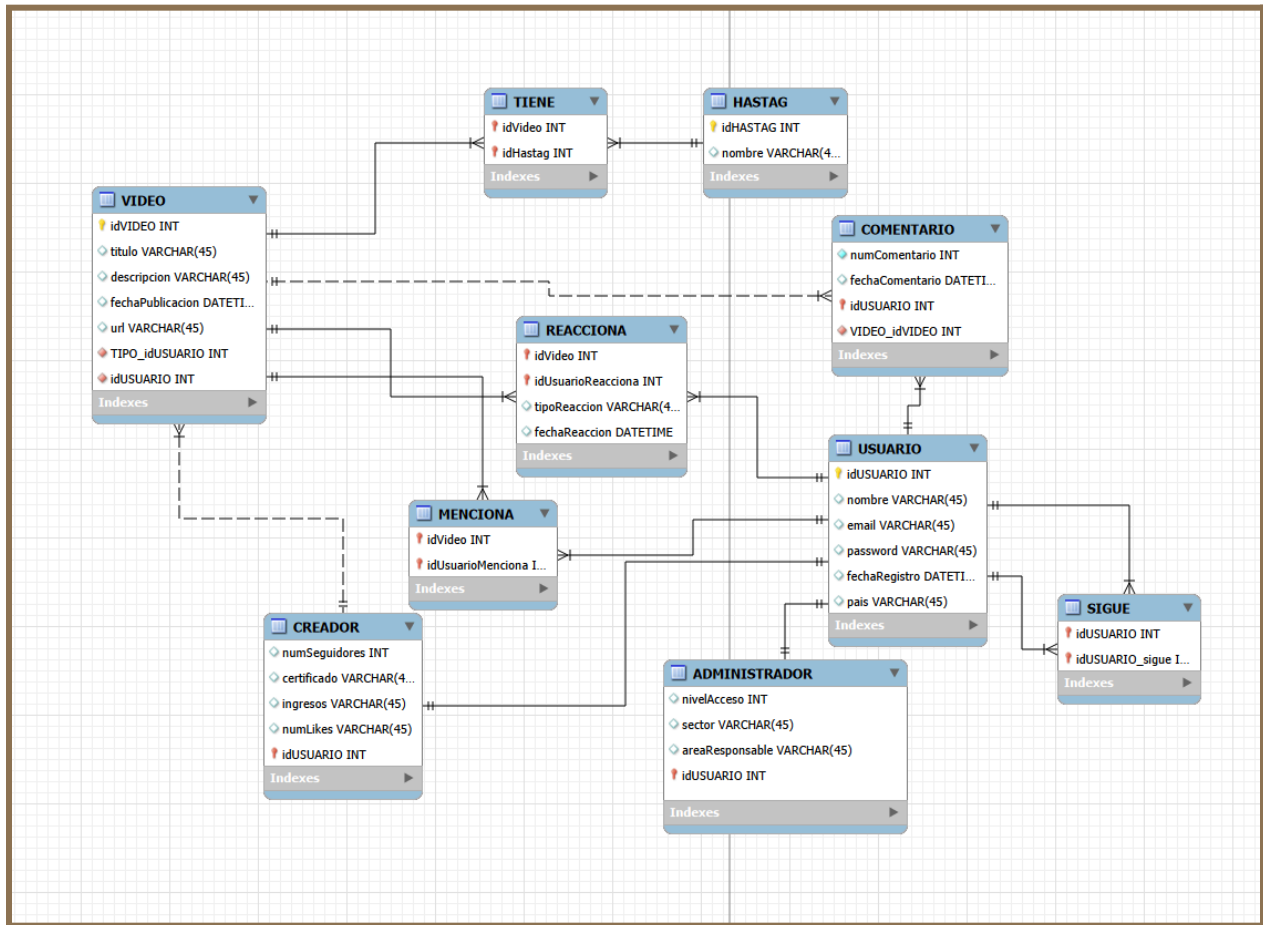 TIENE
idVideo INT
idHastag INT
Indexes
HASTAG
idHASTAG INT
nombre VARCHAR(4...
Indexes
VIDEO
idVIDEO INT
titulo VARCHAR(45)
descripcion VARCHAR(45)
fechaPublicacion DATETI...
url VARCHAR(45)
TIPO_idUSUARIO INT
idUSUARIO INT
Indexes
COMENTARIO
numComentario INT
fechaComentario DATETI...
idUSUARIO INT
VIDEO_idVIDEO INT
Indexes
REACCIONA
idVideo INT
idUsuarioReacciona INT
tipoReaccion VARCHAR(4...
fechaReaccion DATETIME
Indexes
USUARIO
idUSUARIO INT
nombre VARCHAR(45)
email VARCHAR(45)
password VARCHAR(45)
fechaRegistro DATETI...
pais VARCHAR(45)
Indexes
MENCIONA
idVideo INT
idUsuarioMenciona I...
Indexes
SIGUE
idUSUARIO INT
idUSUARIO_sigue I...
Indexes
CREADOR
numSeguidores INT
certificado VARCHAR(4...
ingresos VARCHAR(45)
numLikes VARCHAR(45)
idUSUARIO INT
Indexes
ADMINISTRADOR
nivelAcceso INT
sector VARCHAR(45)
areaResponsable VARCHAR(45)
idUSUARIO INT
Indexes